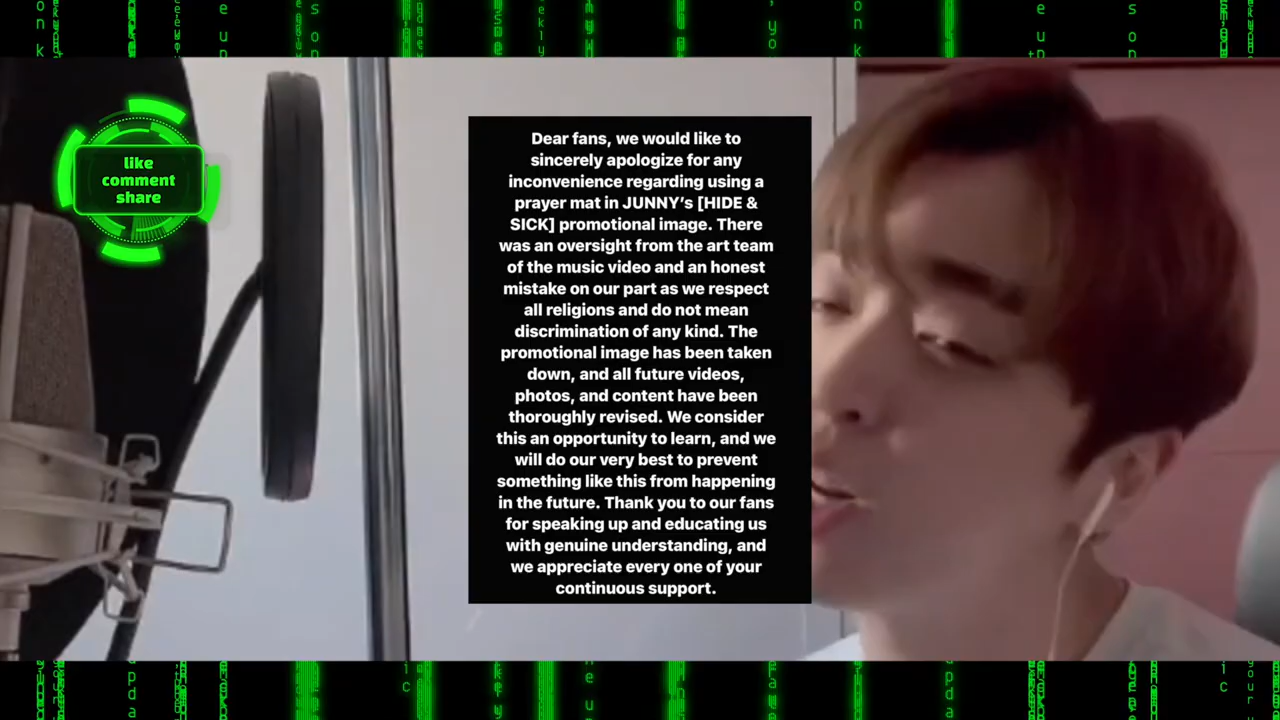 like
comment
share
Dear fans, we would like to
sincerely apologize for any
inconvenience regarding using a
prayer mat in JUNNY’s [HIDE &
SICK] promotional image. There
was an oversight from the art team
of the music video and an honest
mistake on our part as we respect
all religions and do not mean
discrimination of any kind. The
promotional image has been taken
down, and all future videos,
photos, and content have been
thoroughly revised. We consider
this an opportunity to learn, and we
will do our very best to prevent
something like this from happening
in the future. Thank you to our fans
for speaking up and educating us
with genuine understanding, and
we appreciate every one of your
continuous support.